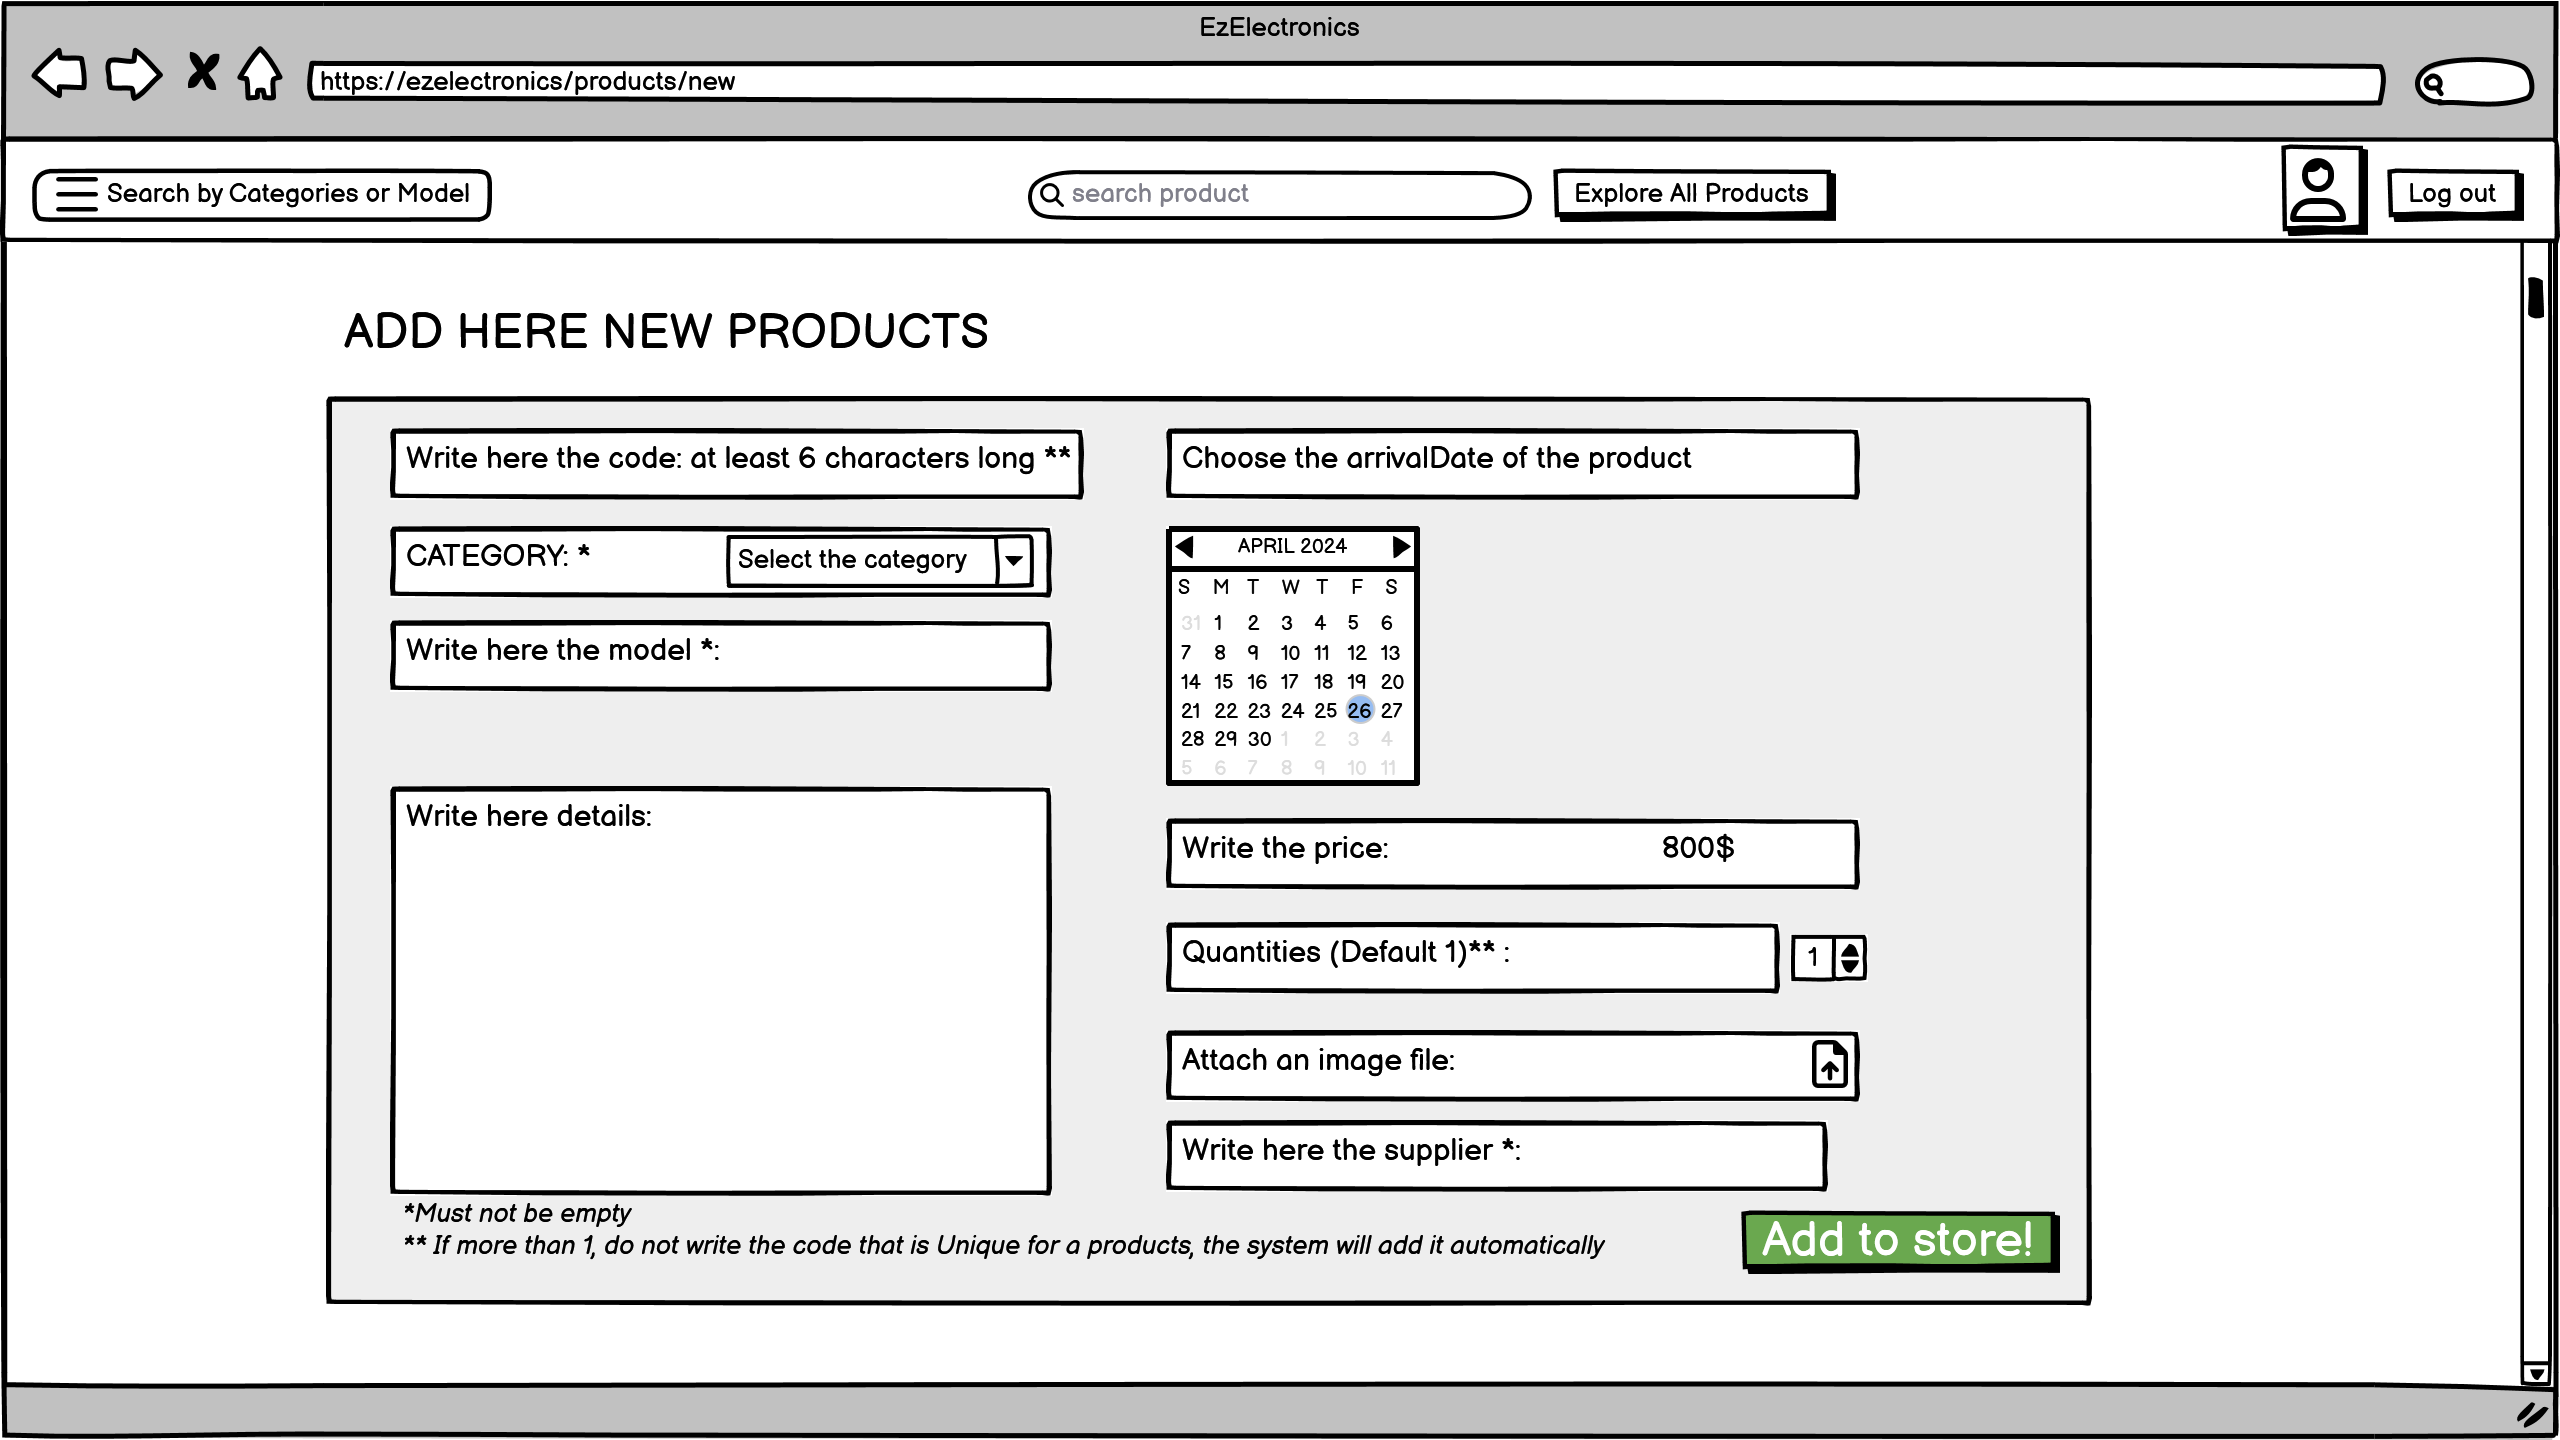 EzElectronics
https://ezelectronics/products/new
Search by Categories or Model
search product
Explore All Products
Log out
ADD HERE NEW PRODUCTS
Write here the code: at least 6 characters long **
CATEGORY: *
Select the category
Write here the model *:
Write here details:
Choose the arrivalDate of the product
APRIL 2024
S M T W T F S
31 1 2 3 4 5 6
7 8 9 10 11 12 13
14 15 16 17 18 19 20
21 22 23 24 25 26 27
28 29 30 1 2 3 4
5 6 7 8 9 10 11
Write the price: 800$
Quantities (Default 1)** :
1
Attach an image file:
Write here the supplier *:
*Must not be empty
** If more than 1, do not write the code that is Unique for a products, the system will add it automatically
Add to store!